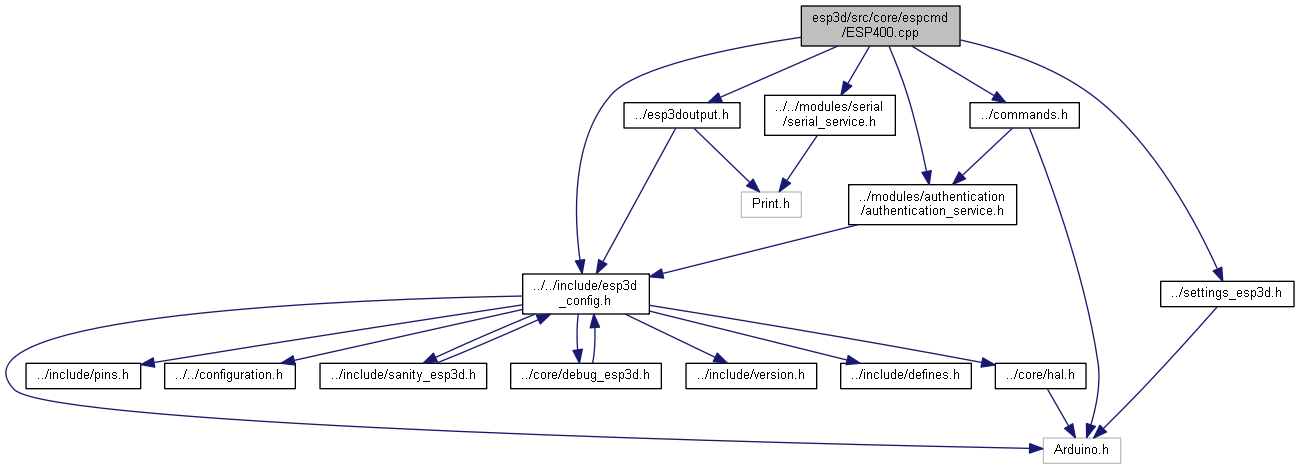 esp3d/src/core/espcmd
/ESP400.cpp
../esp3doutput.h
../../modules/serial
/serial_service.h
../commands.h
Print.h
../modules/authentication
/authentication_service.h
../../include/esp3d
_config.h
../settings_esp3d.h
../include/pins.h
../../configuration.h
../include/sanity_esp3d.h
../core/debug_esp3d.h
../include/version.h
../include/defines.h
../core/hal.h
Arduino.h